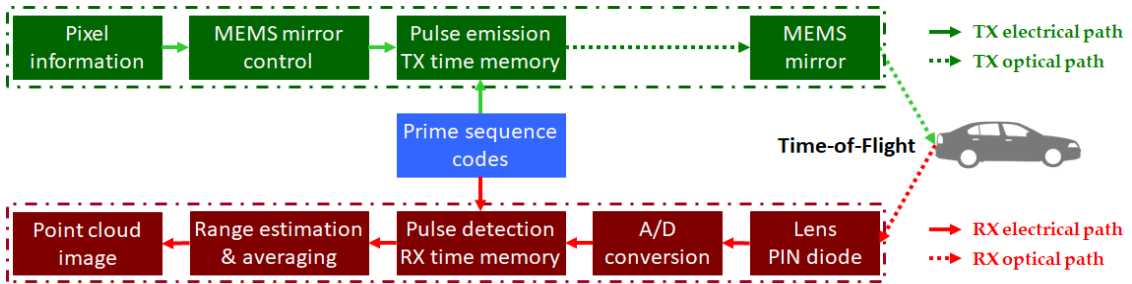 Pixel
information
MEMS mirror
control
Pulse emission
TX time memory
MEMS
mirror
TX electrical path
TX optical path
Prime sequence
codes
Time-of-Flight
Point cloud
image
Range estimation
& averaging
Pulse detection
RX time memory
A/D
conversion
Lens
PIN diode
RX electrical path
RX optical path